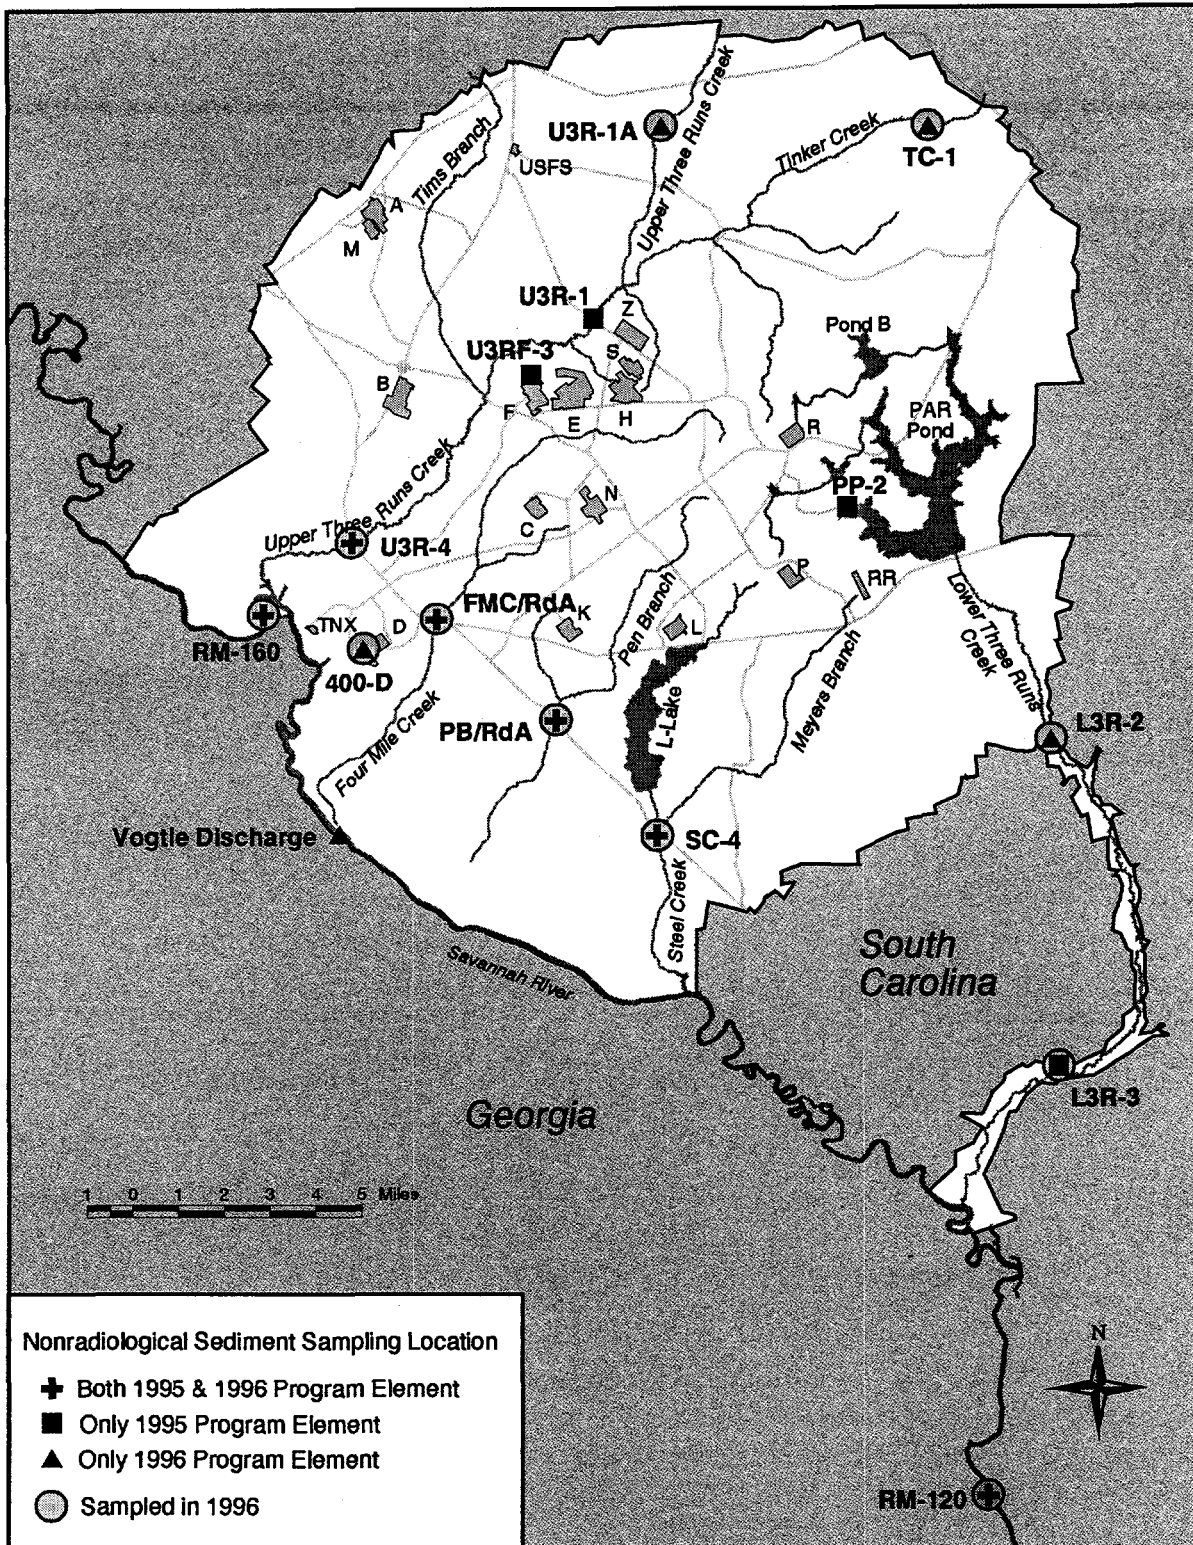 U3R-1A
Upper Three Runs Creek
Tinker Creek
TC-1
Tims Branch
USFS
A
M
U3R-1
Z
Pond B
U3RF-3
S
B
F
E
H
R
PAR
Pond
PP-2
Upper Three Runs Creek
C
N
U3R-4
P
RR
FMC/RdA
K
Pen Branch
L
Lower Three Runs
Creek
TNX
D
RM-160
400-D
Four Mile Creek
PB/RdA
L-Lake
Meyers Branch
L3R-2
Vogtle Discharge
SC-4
Steel Creek
Savannah River
South
Carolina
L3R-3
Georgia
1 0 1 2 3 4 5 Miles
N
Nonradiological Sediment Sampling Location
Both 1995 & 1996 Program Element
Only 1995 Program Element
Only 1996 Program Element
Sampled in 1996
RM-120